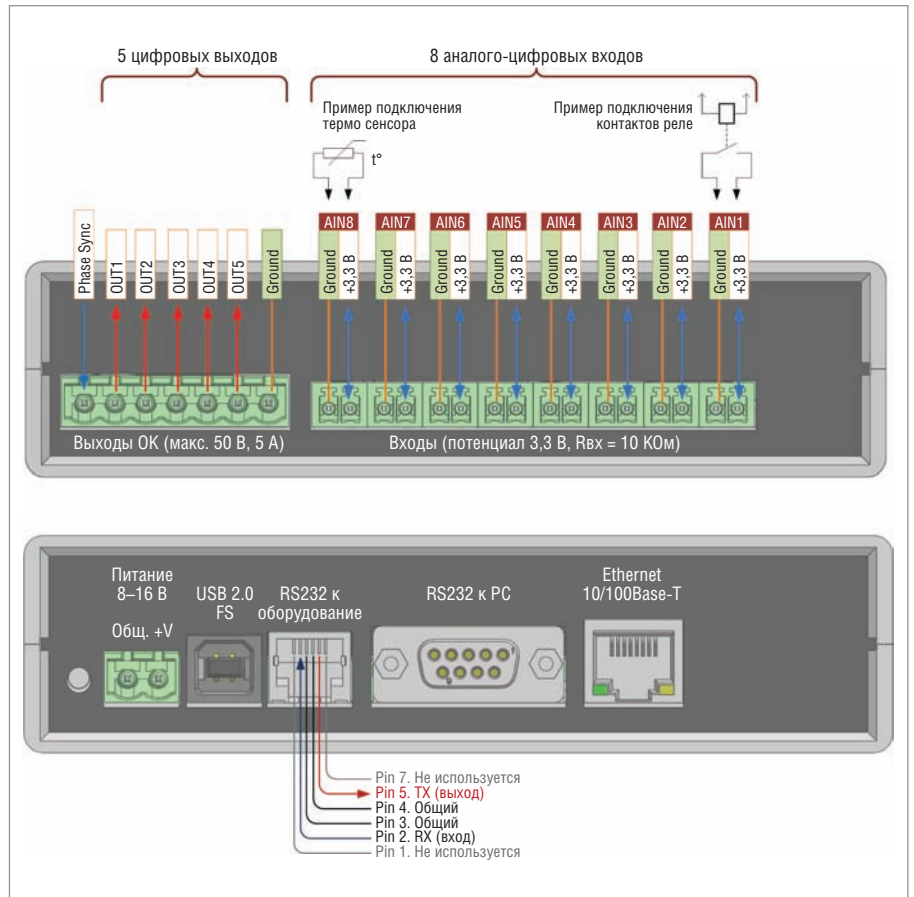 5 цифровых выходов
8 аналого-цифровых входов
Пример подключения
термо сенсора
t°
Пример подключения
контактов реле
Phase Sync
OUT1
OUT2
OUT3
OUT4
OUT5
Ground
AIN8
Ground
+3,3 В
AIN7
Ground
+3,3 В
AIN6
Ground
+3,3 В
AIN5
Ground
+3,3 В
AIN4
Ground
+3,3 В
AIN3
Ground
+3,3 В
AIN2
Ground
+3,3 В
AIN1
Ground
+3,3 В
Выходы ОК (макс. 50 В, 5 А)
Входы (потенциал 3,3 В, Rвх = 10 КОм)
Питание
8–16 В
Общ. +V
USB 2.0
FS
RS232 к
оборудование
RS232 к PC
Ethernet
10/100Base-T
Pin 7. Не используется
Pin 5. TX (выход)
Pin 4. Общий
Pin 3. Общий
Pin 2. RX (вход)
Pin 1. Не используется